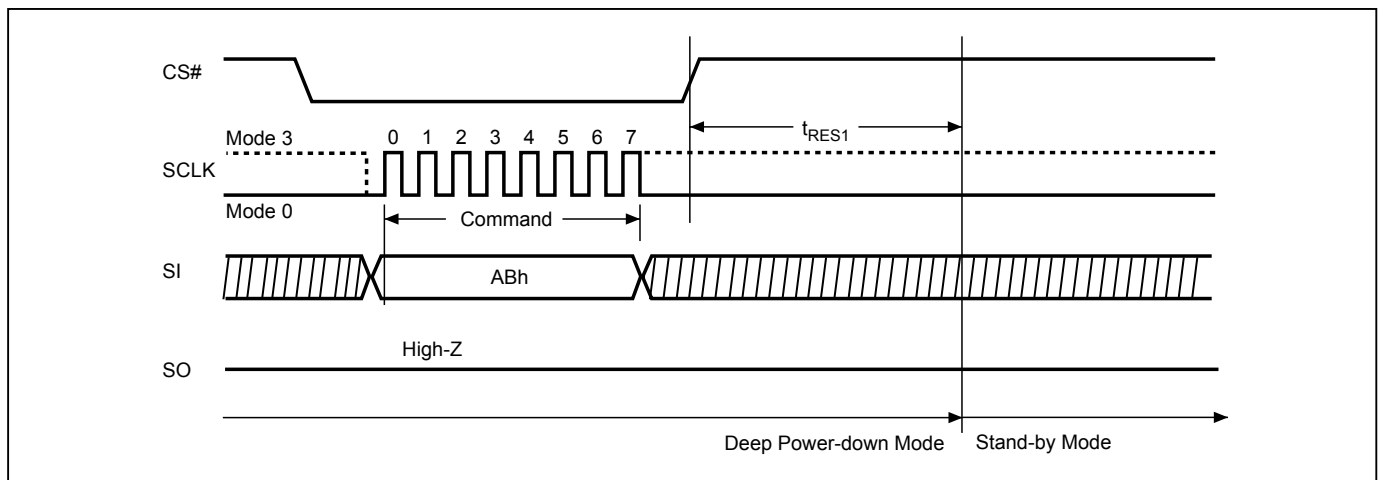 CS#
tRES1
Mode 3
0 1 2 3 4 5 6 7
SCLK
Mode 0
Command
SI
ABh
High-Z
SO
Deep Power-down Mode
Stand-by Mode